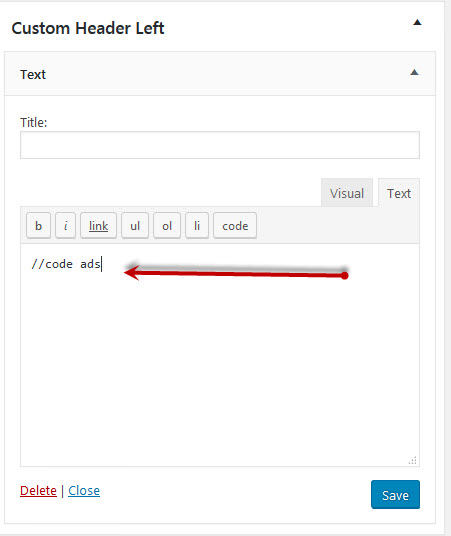 Custom Header Left
Text
Title:
Visual Text
b i link ul ol li code
//code ads
Delete | Close Save